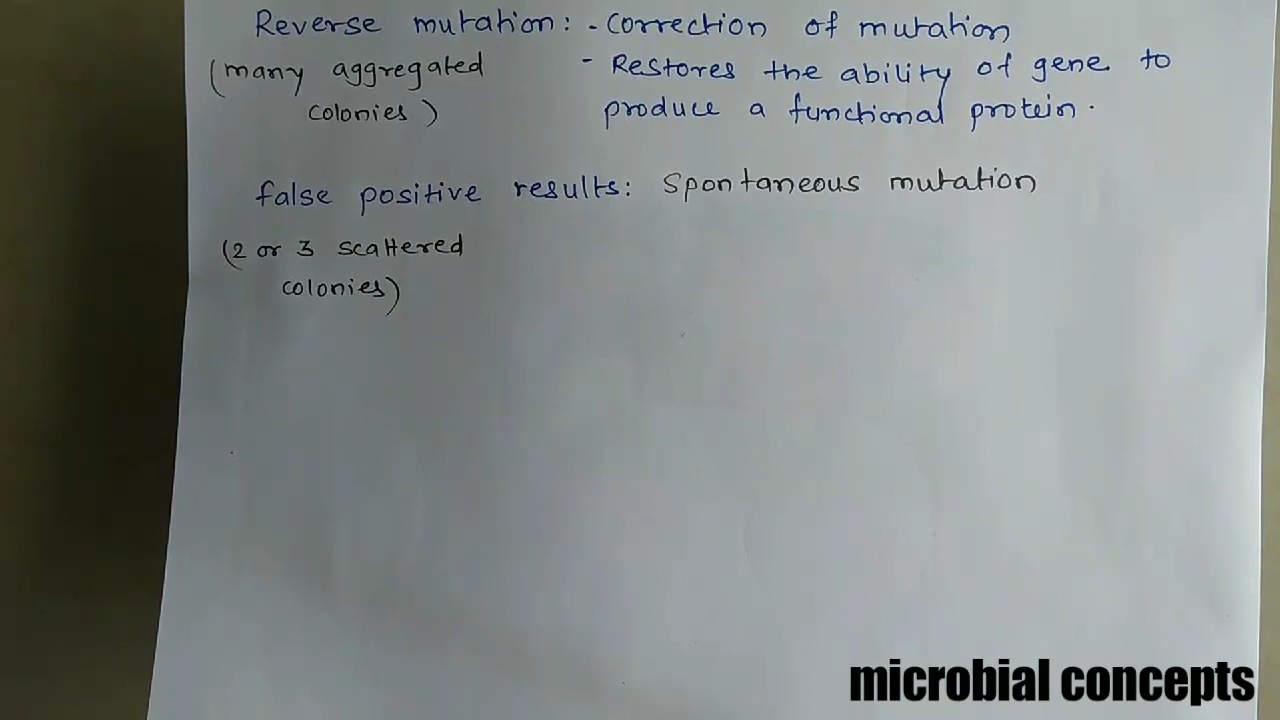 Reverse mutation: - Correction of mutation
(many aggregated - Restores the ability of gene to
colonies) produce a functional protein.
false positive results: Spontaneous mutation
(2 or 3 scattered
colonies)
microbial concepts